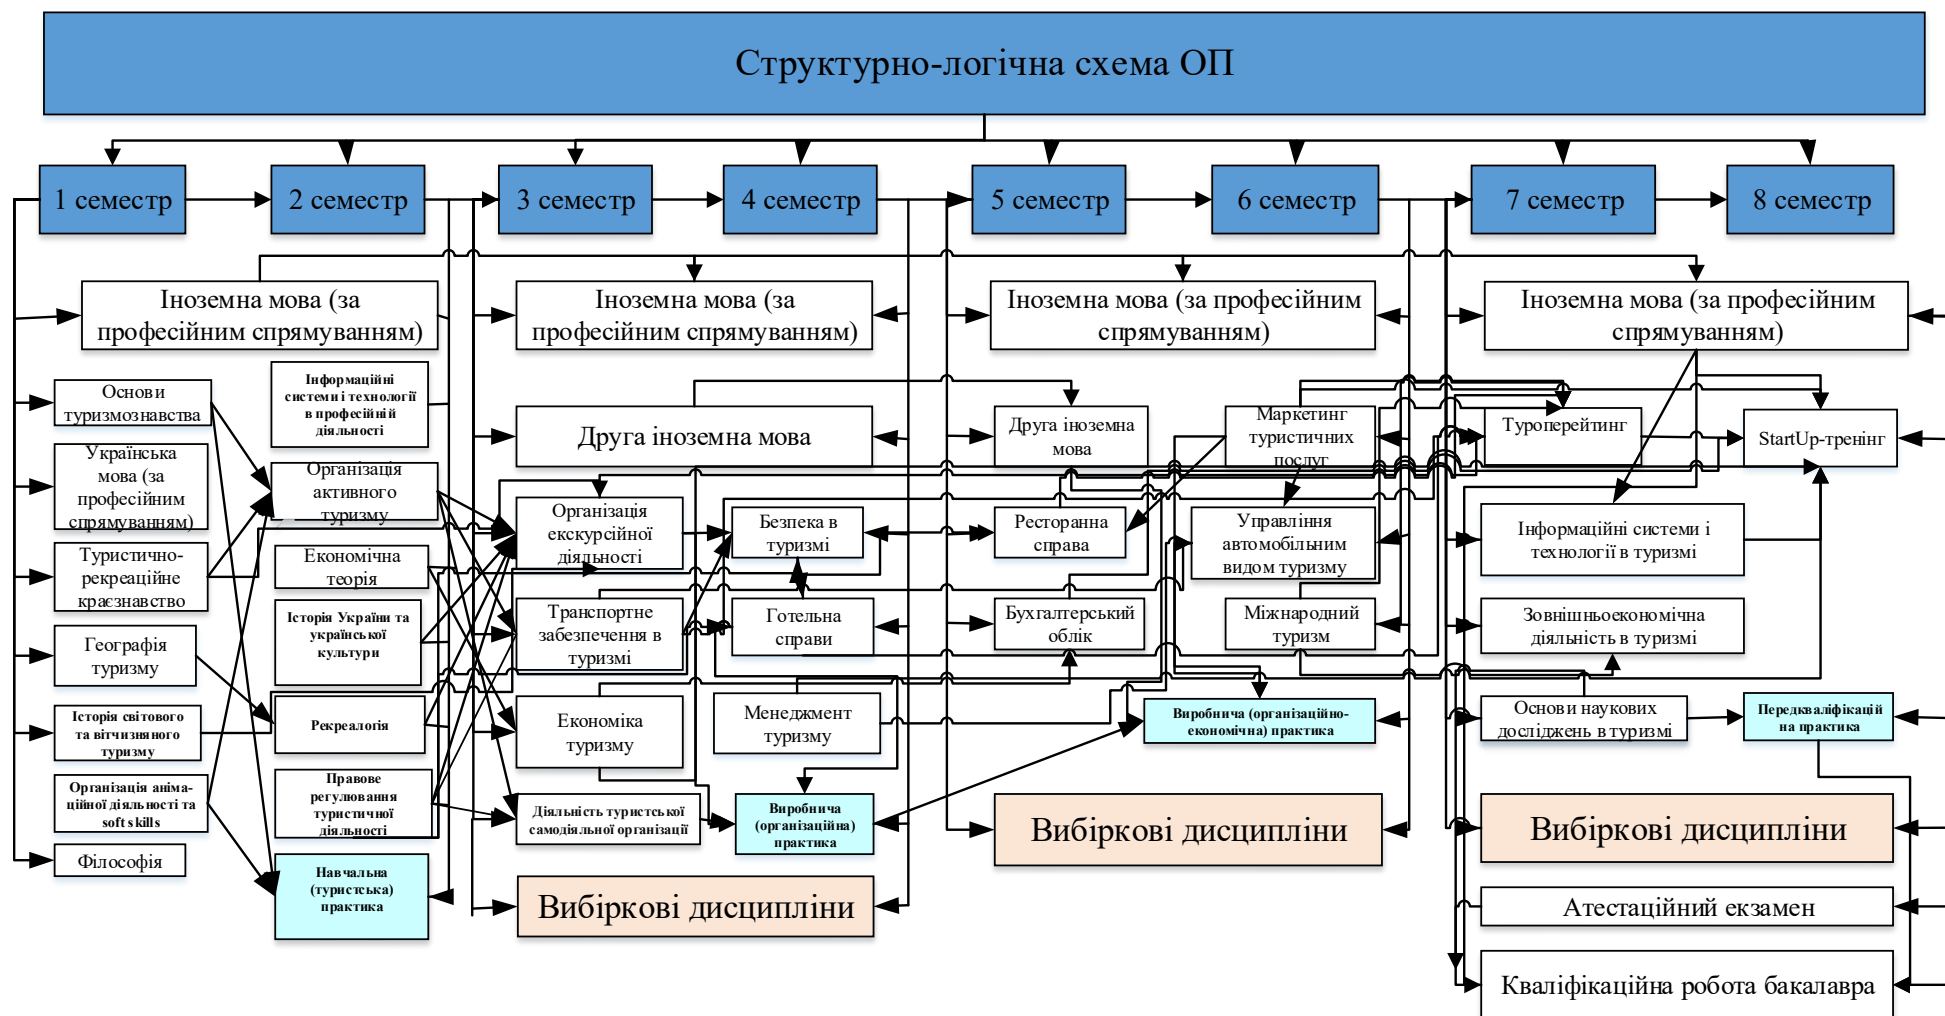 Структурно-логічна схема ОП
1 семестр
2 семестр
3 семестр
4 семестр
5 семестр
6 семестр
7 семестр
8 семестр
Іноземна мова (за
професійним спрямуванням)
Іноземна мова (за
професійним спрямуванням)
Іноземна мова (за професійним
спрямуванням)
Іноземна мова (за професійним
спрямуванням)
Основи
туризмознавства
Українська
мова (за
професійним
спрямуванням)
Туристично-
рекреаційне
краєзнавство
Географія
туризму
Історія світового
та вітчизняного
туризму
Організація аніма-
ційної діяльності та
soft skills
Філософія
Інформаційні
системи і технології
в професійній
діяльності
Організація
активного
туризму
Економічна
теорія
Історія України та
української
культури
Рекреалогія
Правове
регулювання
туристичної
діяльності
Навчальна
(туристська)
практика
Друга іноземна мова
Організація
екскурсійної
діяльності
Транспортне
забезпечення в
туризмі
Економіка
туризму
Діяльність туристської
самодіяльної організації
Вибіркові дисципліни
Безпека в
туризмі
Готельна
справи
Менеджмент
туризму
Виробнича
(організаційна)
практика
Друга іноземна
мова
Ресторанна
справа
Бухгалтерський
облік
Вибіркові дисципліни
Маркетинг
туристичних
послуг
Управління
автомобільним
видом туризму
Міжнародний
туризм
Виробнича (організаційно-
економічна) практика
Туроперейтинг
StartUp-тренінг
Інформаційні системи і
технології в туризмі
Зовнішньоекономічна
діяльність в туризмі
Основи наукових
досліджень в туризмі
Передкваліфікацій
на практика
Вибіркові дисципліни
Атестаційний екзамен
Кваліфікаційна робота бакалавра